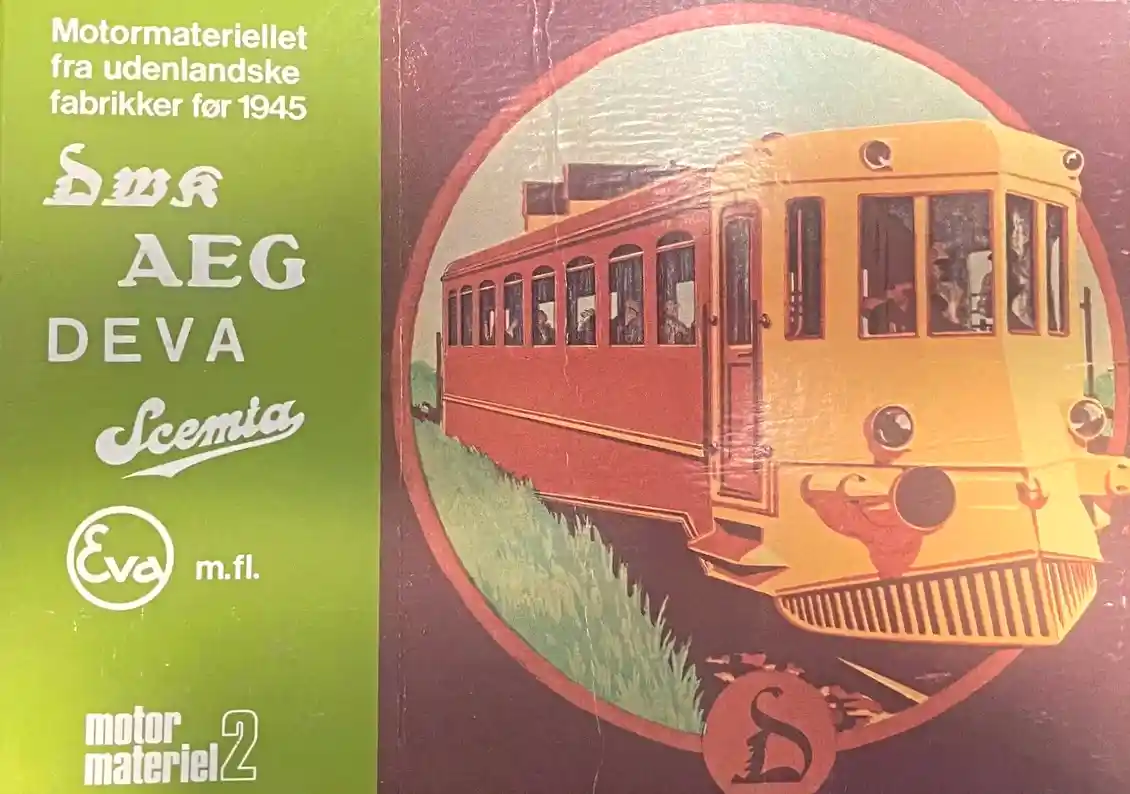 Motormateriellet
fra udenlandske
fabrikker før 1945
DWK
AEG
DEVA
Scemia
Eva m.fl.
motor
materiel 2
D